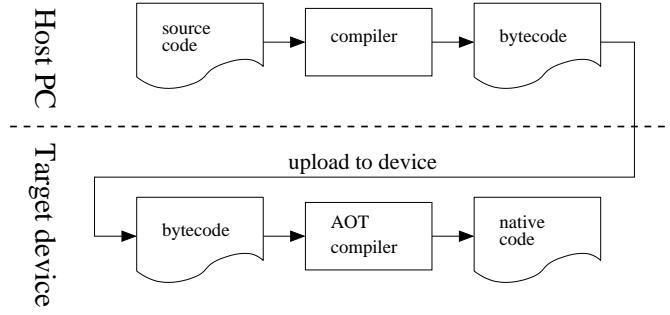 Host PC
source
code
compiler
bytecode
upload to device
Target device
bytecode
AOT
compiler
native
code